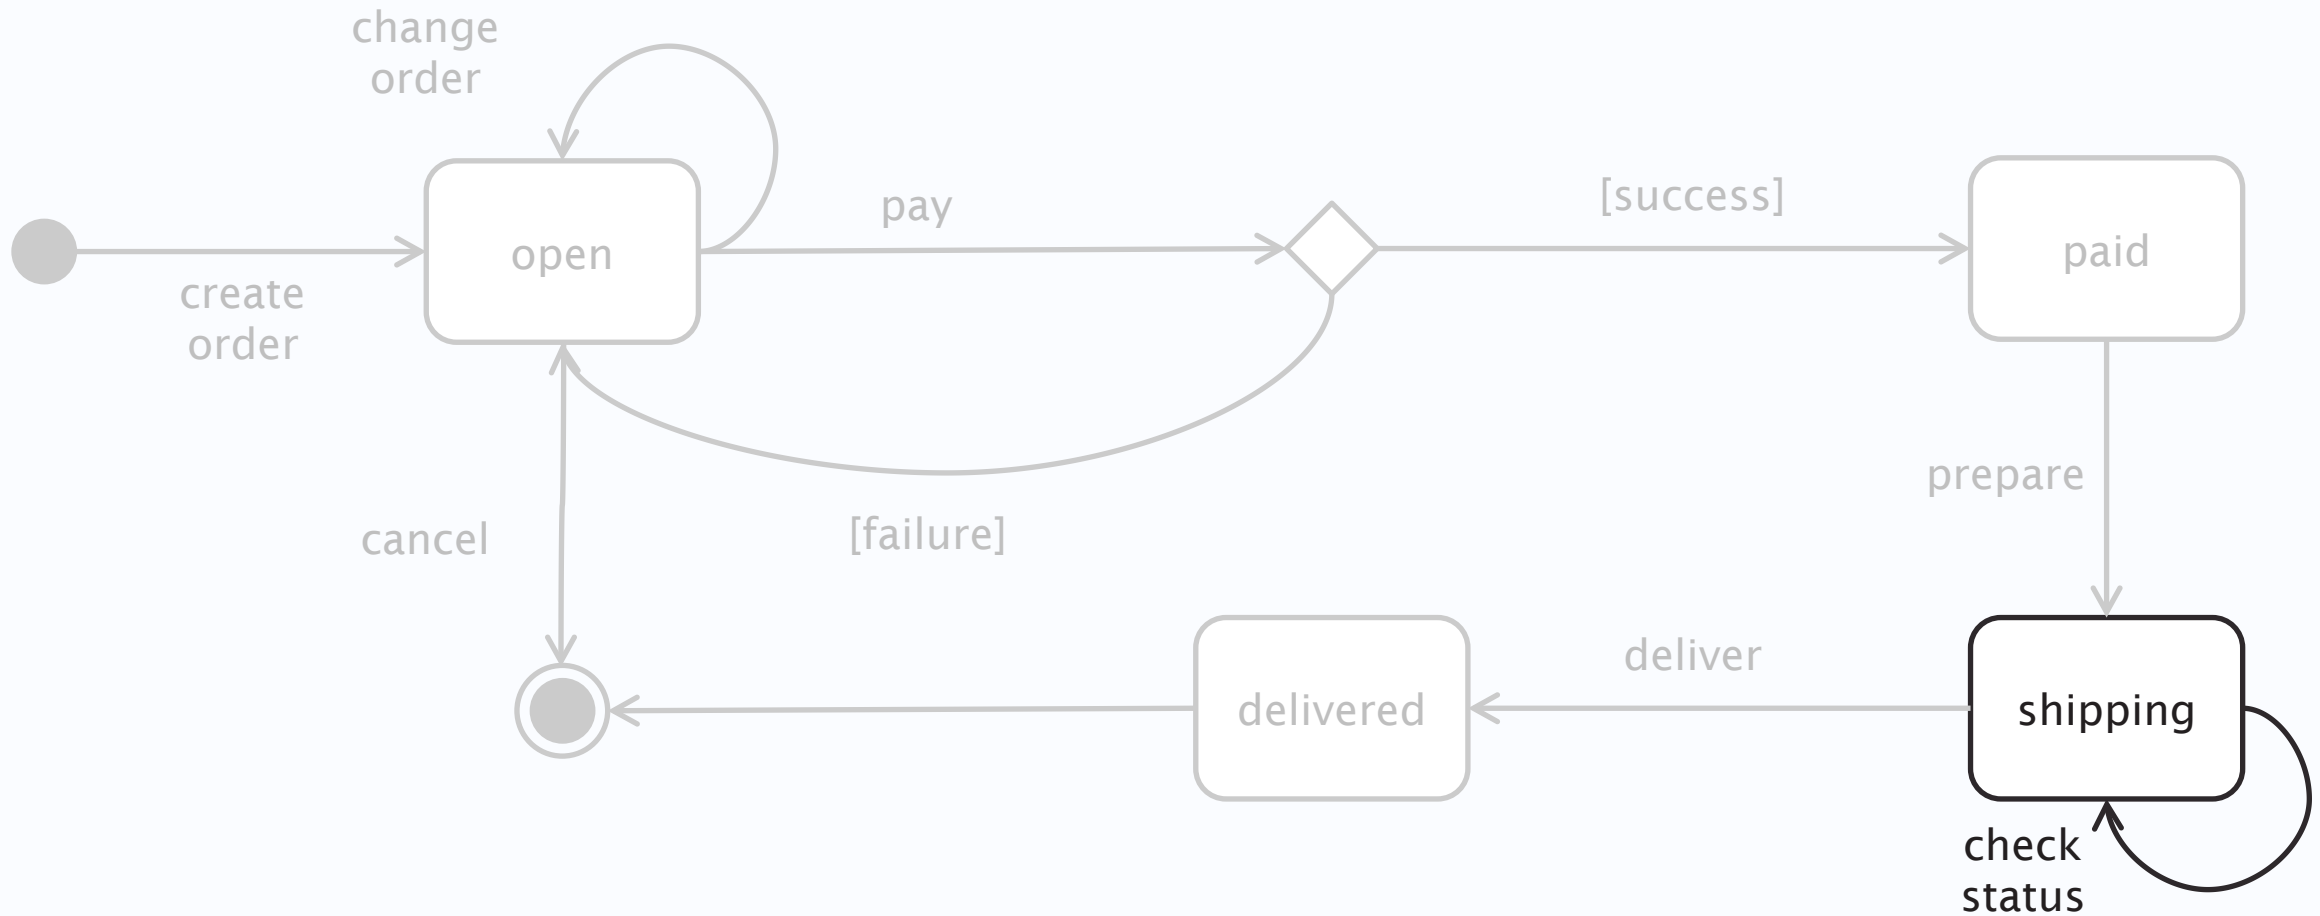 change
order
open
pay
[success]
paid
create
order
cancel
[failure]
prepare
delivered
deliver
shipping
check
status